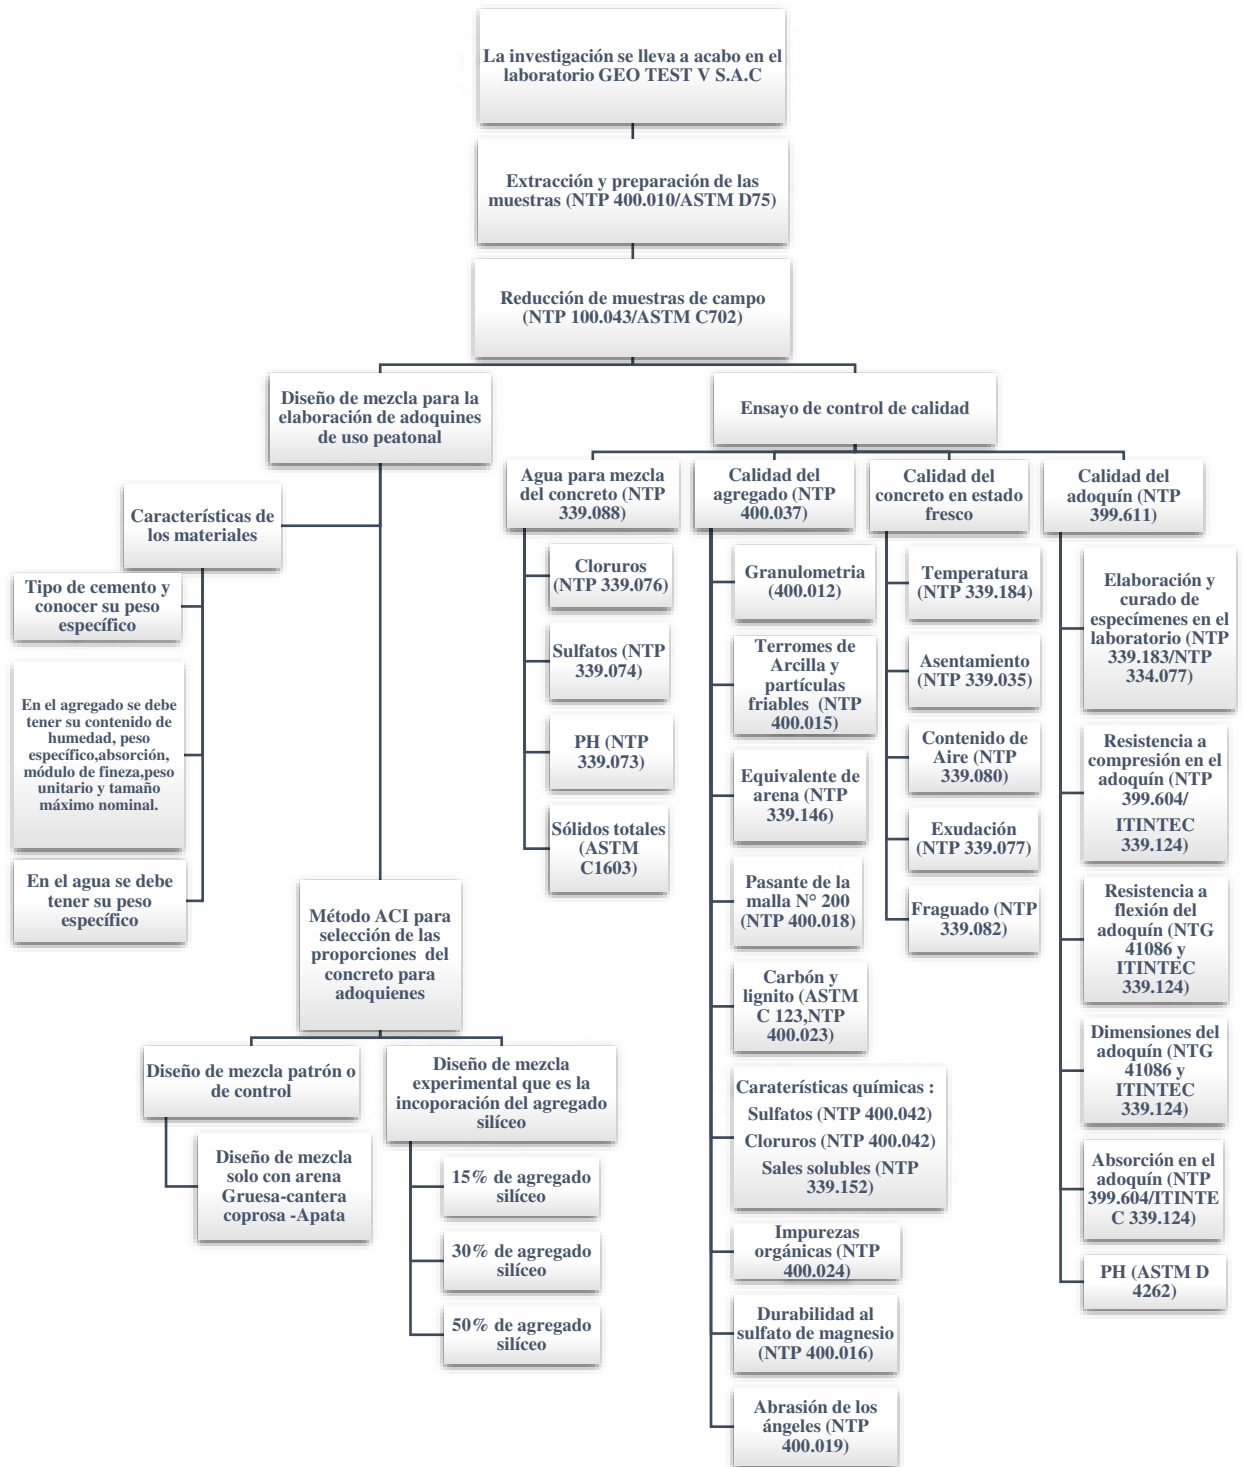 La investigación se lleva a acabo en el
laboratorio GEO TEST V S.A.C
Extracción y preparación de las
muestras (NTP 400.010/ASTM D75)
Reducción de muestras de campo
(NTP 100.043/ASTM C702)
Diseño de mezcla para la
elaboración de adoquines
de uso peatonal
Características de
los materiales
Tipo de cemento y
conocer su peso
específico
En el agregado se debe
tener su contenido de
humedad, peso
específico,absorción,
módulo de fineza,peso
unitario y tamaño
máximo nominal.
En el agua se debe
tener su peso
específico
Método ACI para
selección de las
proporciones del
concreto para
adoquienes
Diseño de mezcla patrón o
de control
Diseño de mezcla
solo con arena
Gruesa-cantera
coprosa -Apata
Diseño de mezcla
experimental que es la
incoporación del agregado
silíceo
15% de agregado
silíceo
30% de agregado
silíceo
50% de agregado
silíceo
Ensayo de control de calidad
Agua para mezcla
del concreto (NTP
339.088)
Cloruros
(NTP 339.076)
Sulfatos (NTP
339.074)
PH (NTP
339.073)
Sólidos totales
(ASTM
C1603)
Calidad del
agregado (NTP
400.037)
Granulometria
(400.012)
Terromes de
Arcilla y
partículas
friables (NTP
400.015)
Equivalente de
arena (NTP
339.146)
Pasante de la
malla N° 200
(NTP 400.018)
Carbón y
lignito (ASTM
C 123,NTP
400.023)
Caraterísticas químicas :
Sulfatos (NTP 400.042)
Cloruros (NTP 400.042)
Sales solubles (NTP
339.152)
Impurezas
orgánicas (NTP
400.024)
Durabilidad al
sulfato de magnesio
(NTP 400.016)
Abrasión de los
ángeles (NTP
400.019)
Calidad del
concreto en estado
fresco
Temperatura
(NTP 339.184)
Asentamiento
(NTP 339.035)
Contenido de
Aire (NTP
339.080)
Exudación
(NTP 339.077)
Fraguado (NTP
339.082)
Calidad del
adoquín (NTP
399.611)
Elaboración y
curado de
especímenes en el
laboratorio (NTP
339.183/NTP
334.077)
Resistencia a
compresión en el
adoquín (NTP
399.604/
ITINTEC
339.124)
Resistencia a
flexión del
adoquín (NTG
41086 y
ITINTEC
339.124)
Dimensiones del
adoquín (NTG
41086 y
ITINTEC
339.124)
Absorción en el
adoquín (NTP
399.604/ITINTE
C 339.124)
PH (ASTM D
4262)